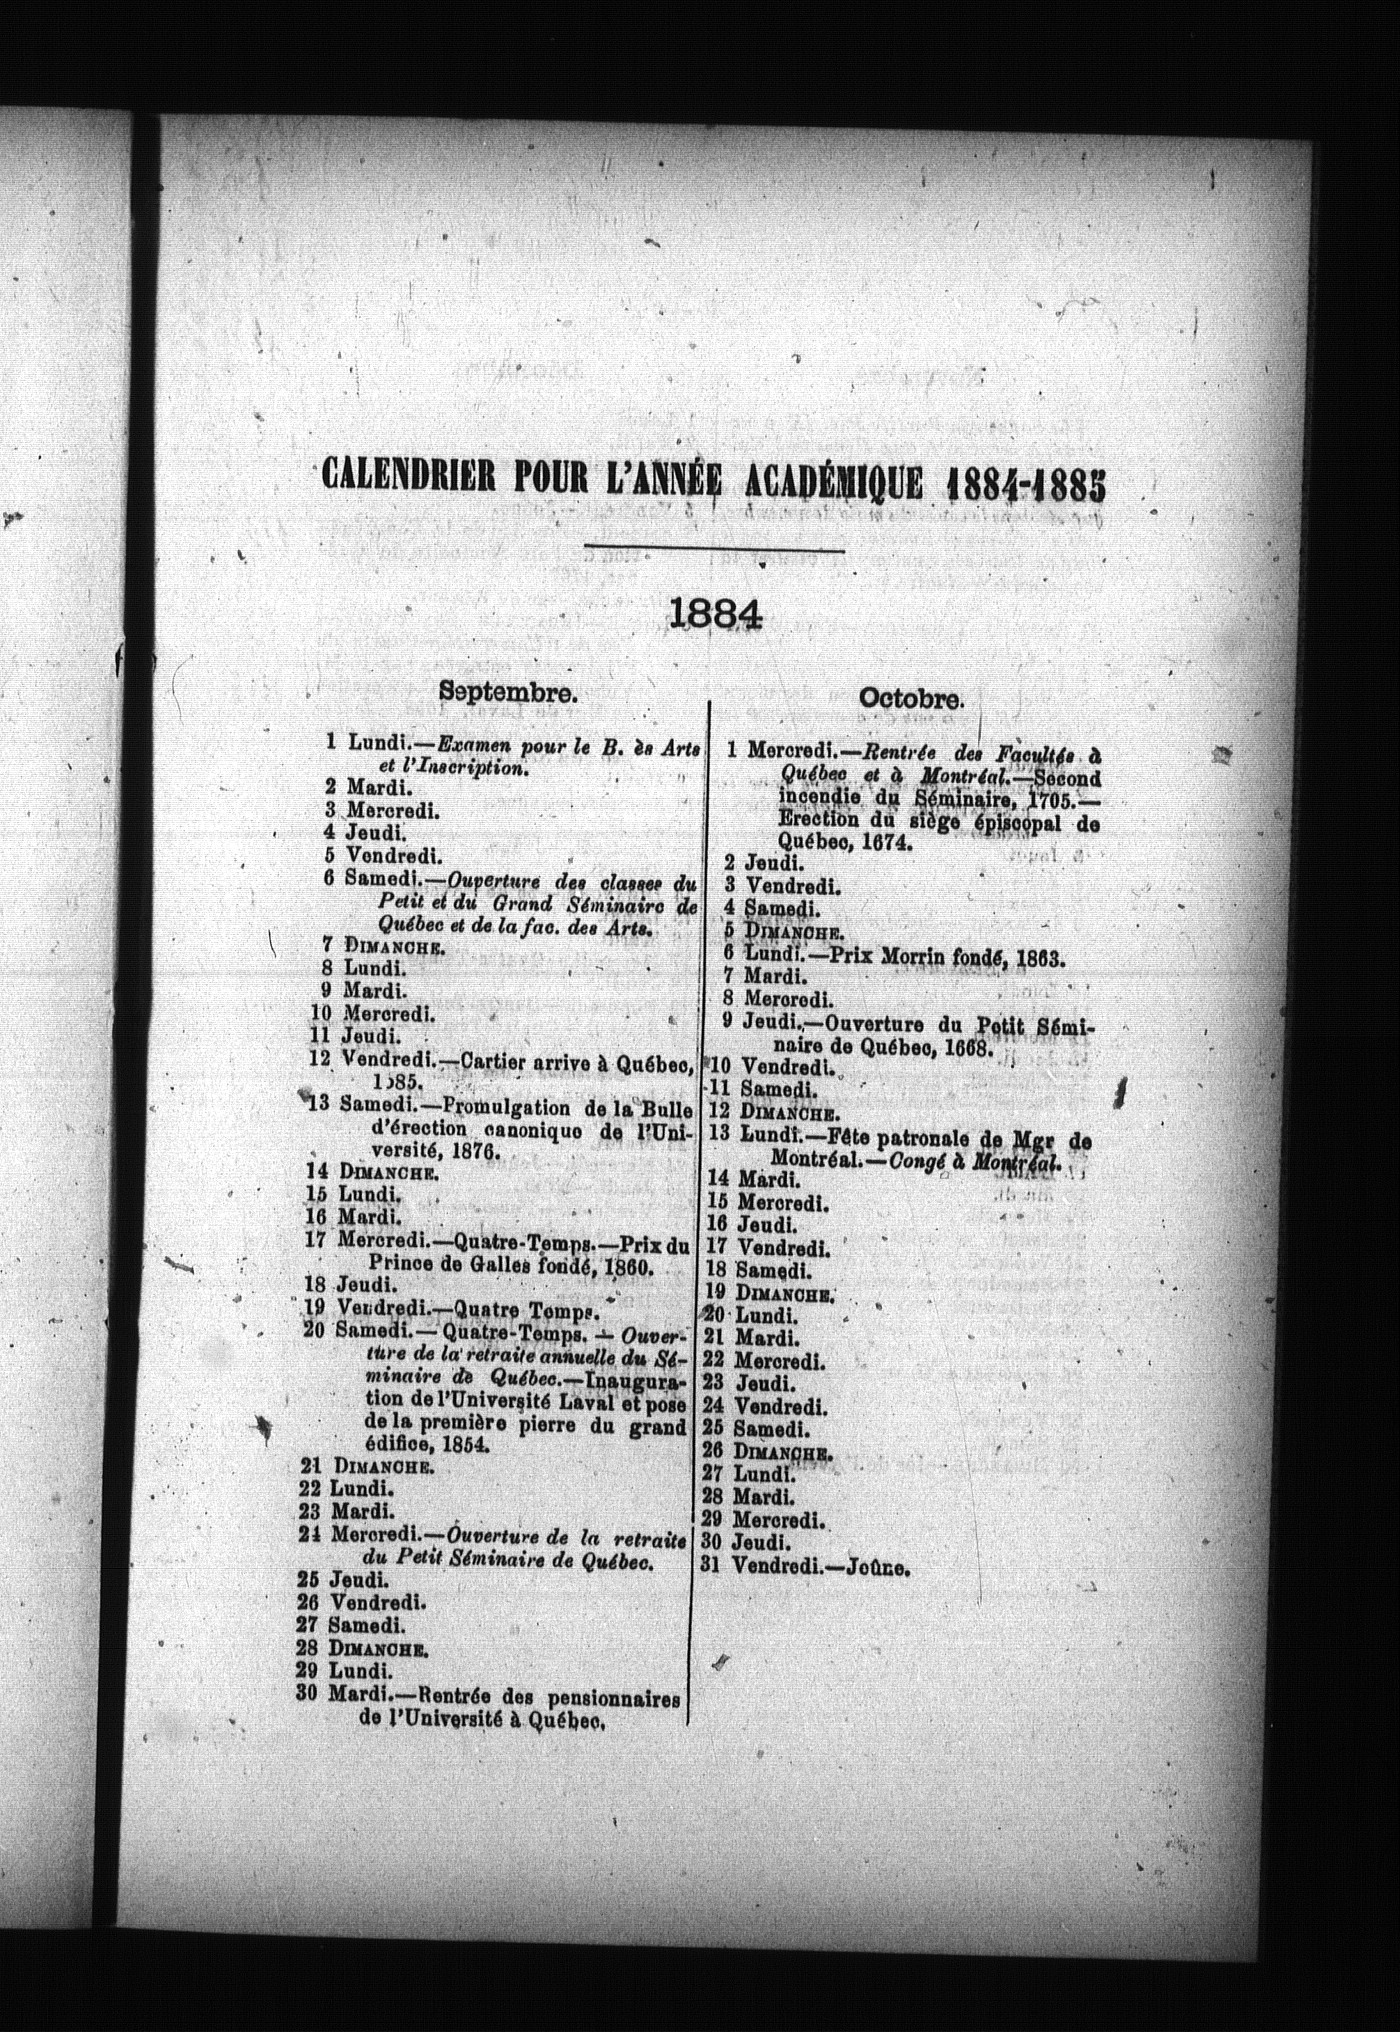 CALENDRIER POUR L'ANNÉE ACADÉMIQUE 1884-1885
1884
Septembre.
1 Lundi.—Examen pour le B. ès Arts
et l'Inscription.
2 Mardi.
3 Mercredi.
4 Jeudi.
5 Vendredi.
6 Samedi.—Ouverture des classes du
Petit et du Grand Séminaire de
Québec et de la fac. des Arts.
7 DIMANCHE.
8 Lundi.
9 Mardi.
10 Mercredi.
11 Jeudi.
12 Vendredi.—Cartier arrive à Québec,
13 Samedi.—Promulgation de la Bulle
d'érection canonique de l'Uni-
versité, 1876.
14 DIMANCHE.
15 Lundi.
16 Mardi.
17 Mercredi.—Quatre-Temps.—Prix du
Prince de Galles fondé, 1860.
18 Jeudi.
19 Vendredi.—Quatre Temps.
20 Samedi.—Quatre-Temps.—Ouver-
ture de la retraite annuelle du Sé-
minaire de Québec.—Inaugura-
tion de l'Université Laval et pose
de la première pierre du grand
édifice, 1854.
21 DIMANCHE.
22 Lundi.
23 Mardi.
24 Mercredi.—Ouverture de la retraite
du Petit Séminaire de Québec.
25 Jeudi.
26 Vendredi.
27 Samedi.
28 DIMANCHE.
29 Lundi.
30 Mardi.—Rentrée des pensionnaires
de l'Université à Québec.
Octobre.
1 Mercredi.—Rentrée des Facultés à
Québec et à Montréal.—Second
incendie du Séminaire, 1705.—
Erection du siège épiscopal de
Québec, 1674.
2 Jeudi.
3 Vendredi.
4 Samedi.
5 DIMANCHE.
6 Lundi.—Prix Morrin fondé, 1863.
7 Mardi.
8 Mercredi.
9 Jeudi.—Ouverture du Petit Sémi-
naire de Québec, 1668.
10 Vendredi.
11 Samedi.
12 DIMANCHE.
13 Lundi.—Fête patronale de Mgr de
Montréal.—Congé à Montréal.
14 Mardi.
15 Mercredi.
16 Jeudi.
17 Vendredi.
18 Samedi.
19 DIMANCHE.
20 Lundi.
21 Mardi.
22 Mercredi.
23 Jeudi.
24 Vendredi.
25 Samedi.
26 DIMANCHE.
27 Lundi.
28 Mardi.
29 Mercredi.
30 Jeudi.
31 Vendredi.—Jeûne.